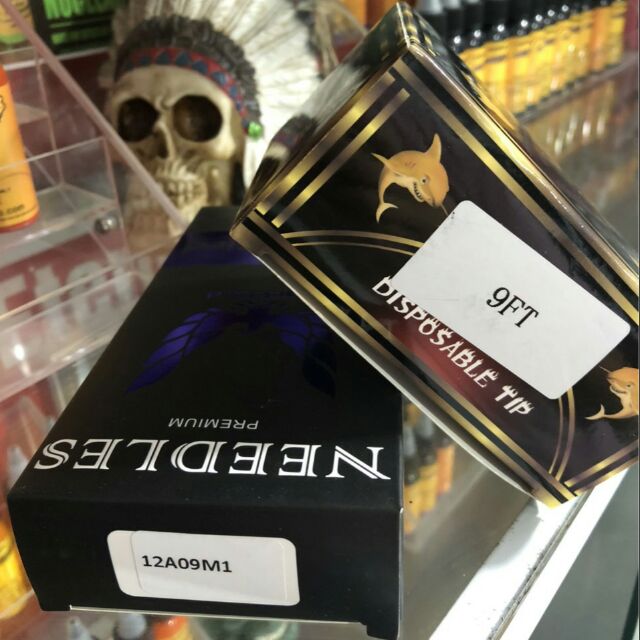 9FT
DISPOSABLE TIP
PREMIUM
NEEDLES
12A09M1